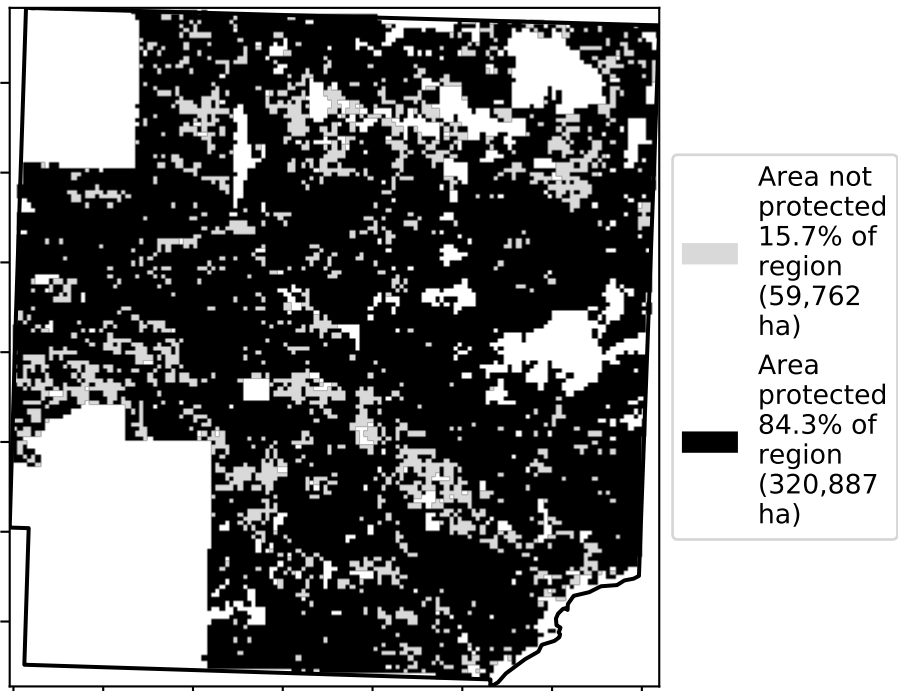 Area not
protected
15.7% of
region
(59,762
ha)
Area
protected
84.3% of
region
(320,887
ha)